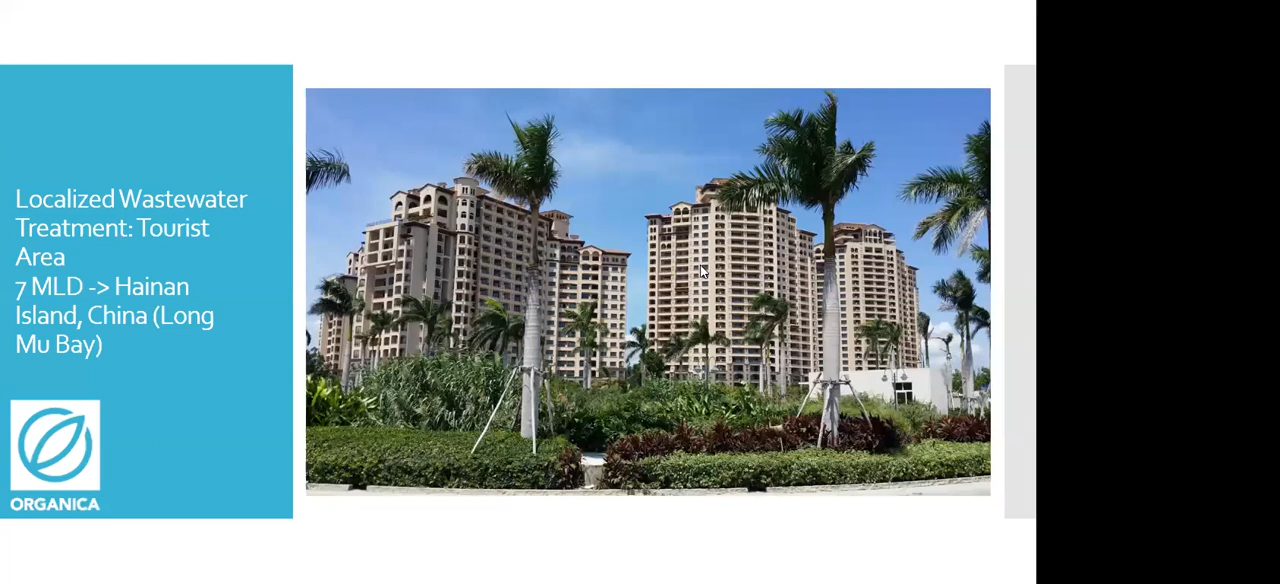 Localized Wastewater
Treatment: Tourist
Area
7 MLD -> Hainan
Island, China (Long
Mu Bay)
ORGANICA